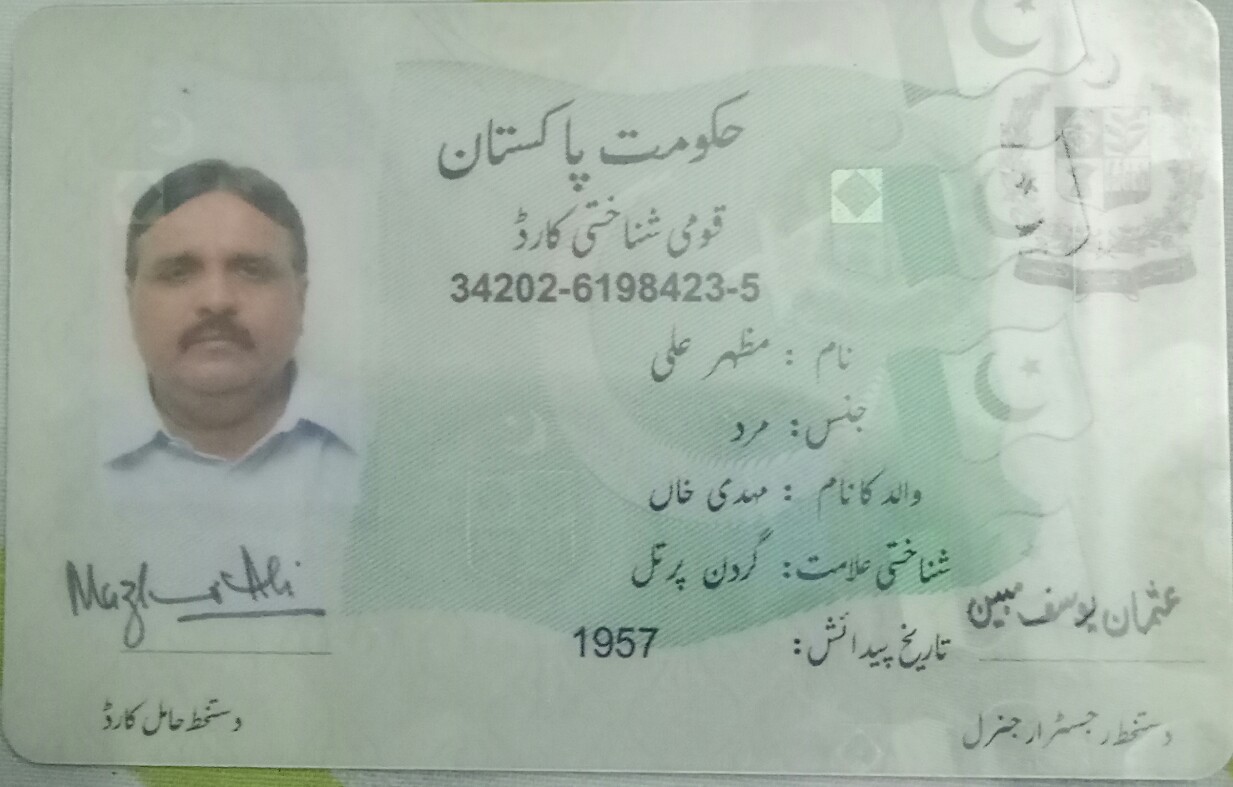 حکومت پاکستان
قومی شناختی کارڈ
34202-6198423-5
نام : مظہر علی
جنس: مرد
والد کا نام : مہدی خاں
شناختی علامت: گردن پر تل
تاریخ پیدائش: 1957
Mazhar Ali
عثمان یوسف مبین
دستخط حامل کارڈ
دستخط رجسٹرار جنرل